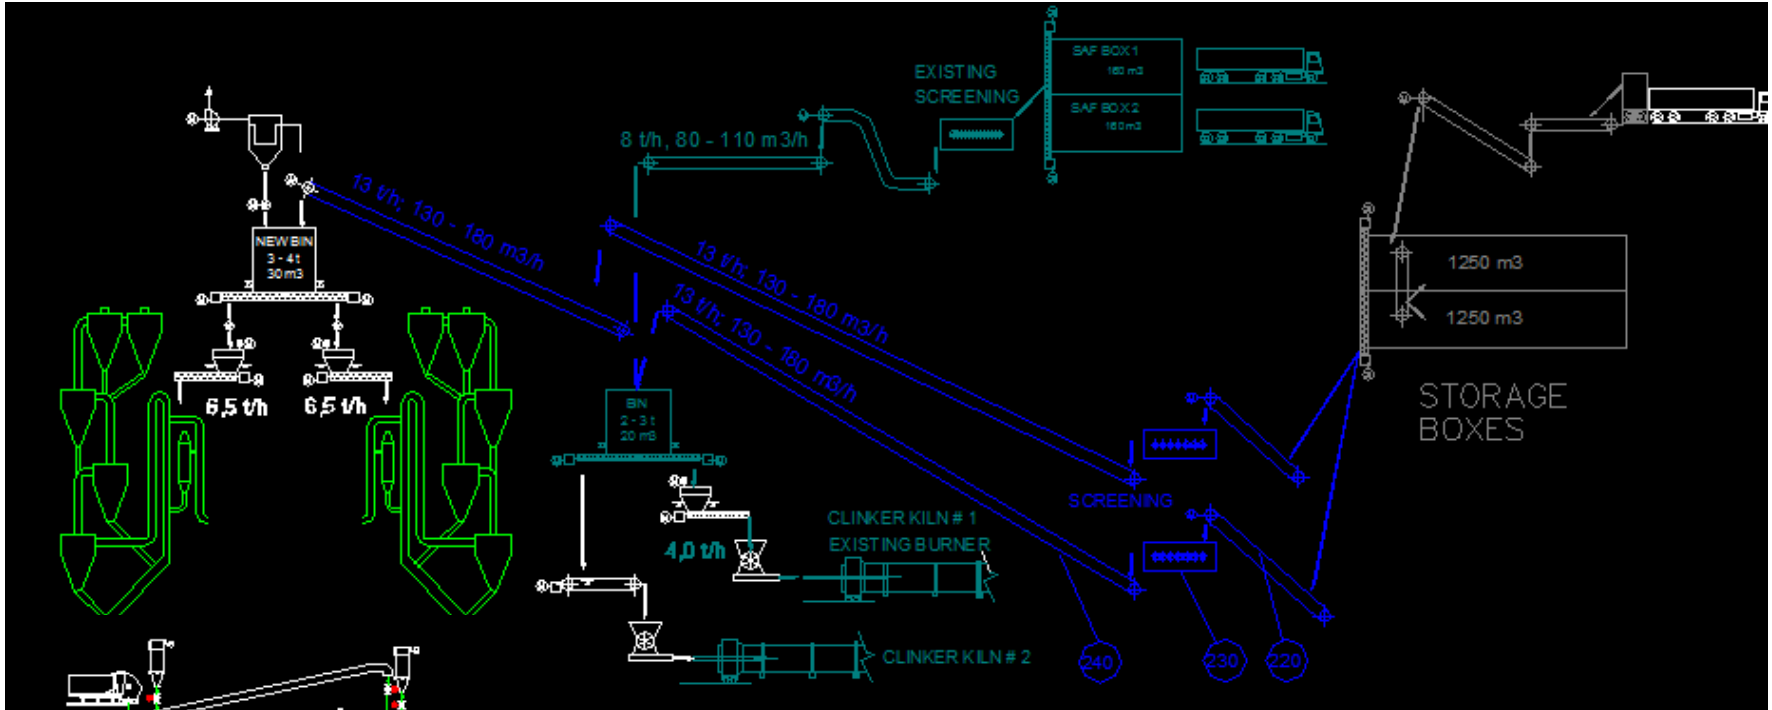 EXISTING
SCREENING
SAF BOX 1
160 m3
SAF BOX 2
160 m3
8 t/h, 80 - 110 m3/h
13 t/h; 130 - 180 m3/h
13 t/h; 130 - 180 m3/h
13 t/h; 130 - 180 m3/h
NEW BIN
3 - 4 t
30 m3
6,5 t/h
6,5 t/h
1250 m3
1250 m3
STORAGE
BOXES
BIN
2 - 3 t
20 m3
SCREENING
4,0 t/h
CLINKER KILN # 1
EXISTING BURNER
CLINKER KILN # 2
240
230
220